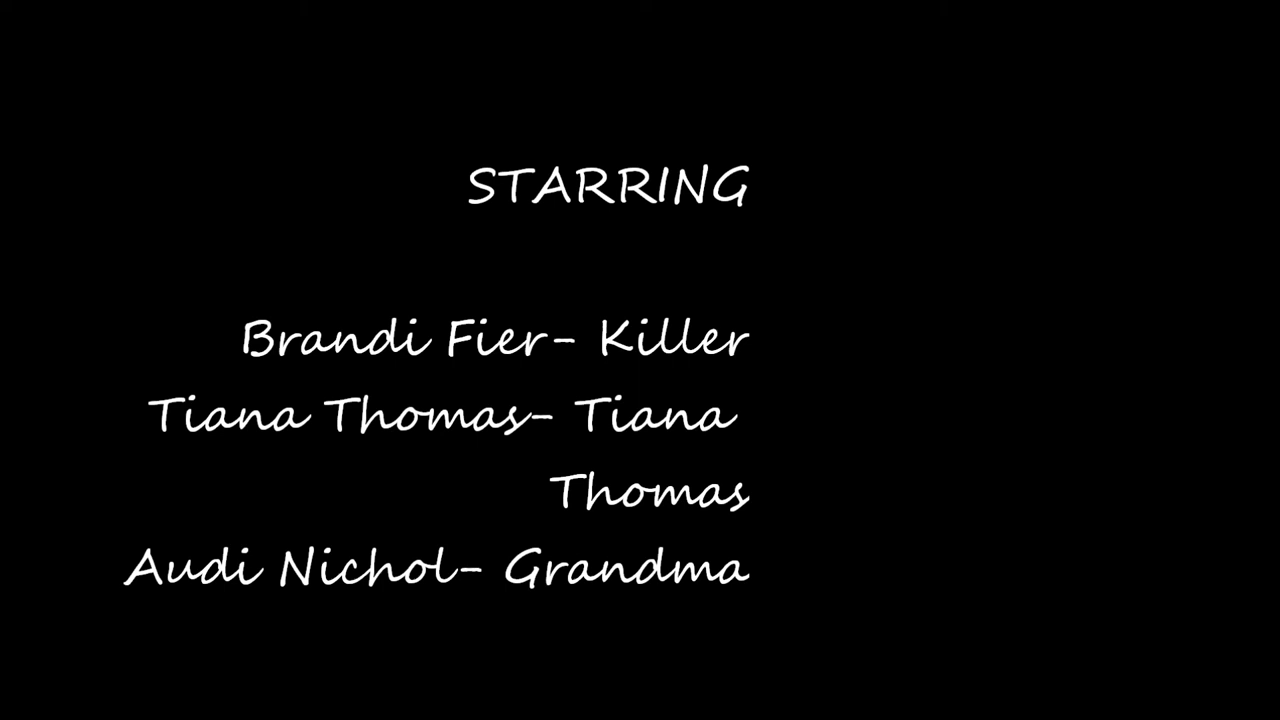 STARRING
Brandi Fier- Killer
Tiana Thomas- Tiana
Thomas
Audi Nichol- Grandma